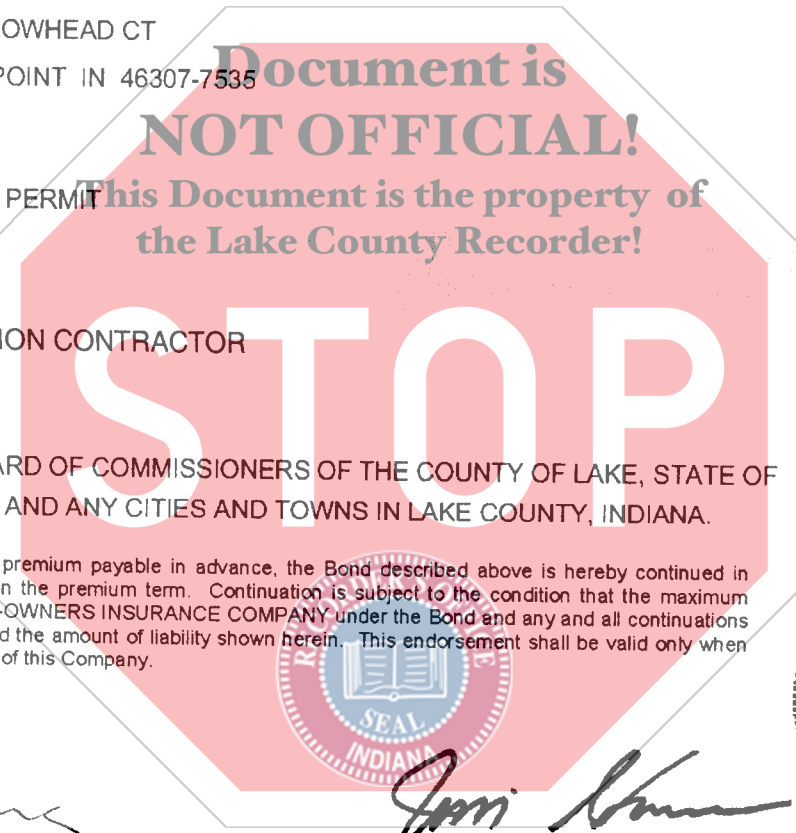 OWHEAD CT
POINT IN 46307-7535
Document is
NOT OFFICIAL!
PERMIT
This Document is the property of
the Lake County Recorder!
ION CONTRACTOR
STOP
ARD OF COMMISSIONERS OF THE COUNTY OF LAKE, STATE OF
AND ANY CITIES AND TOWNS IN LAKE COUNTY, INDIANA.
premium payable in advance, the Bond described above is hereby continued in
n the premium term. Continuation is subject to the condition that the maximum
-OWNERS INSURANCE COMPANY under the Bond and any and all continuations
d the amount of liability shown herein. This endorsement shall be valid only when
of this Company.
SEAL
INDIANA